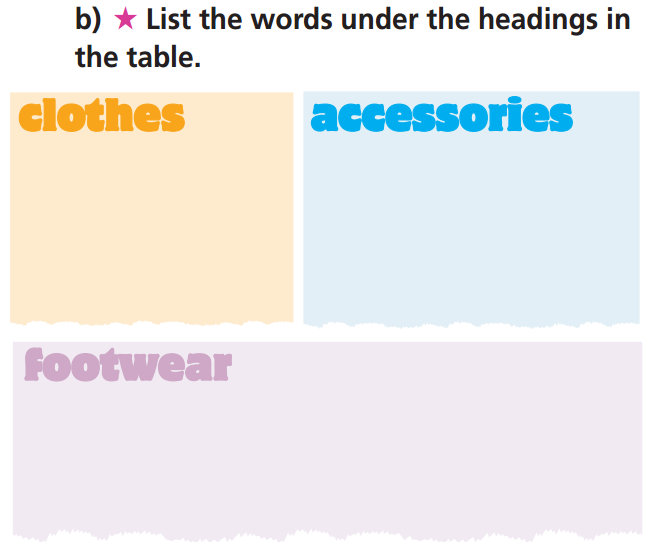 b) ★ List the words under the headings in
the table.
clothes
accessories
footwear